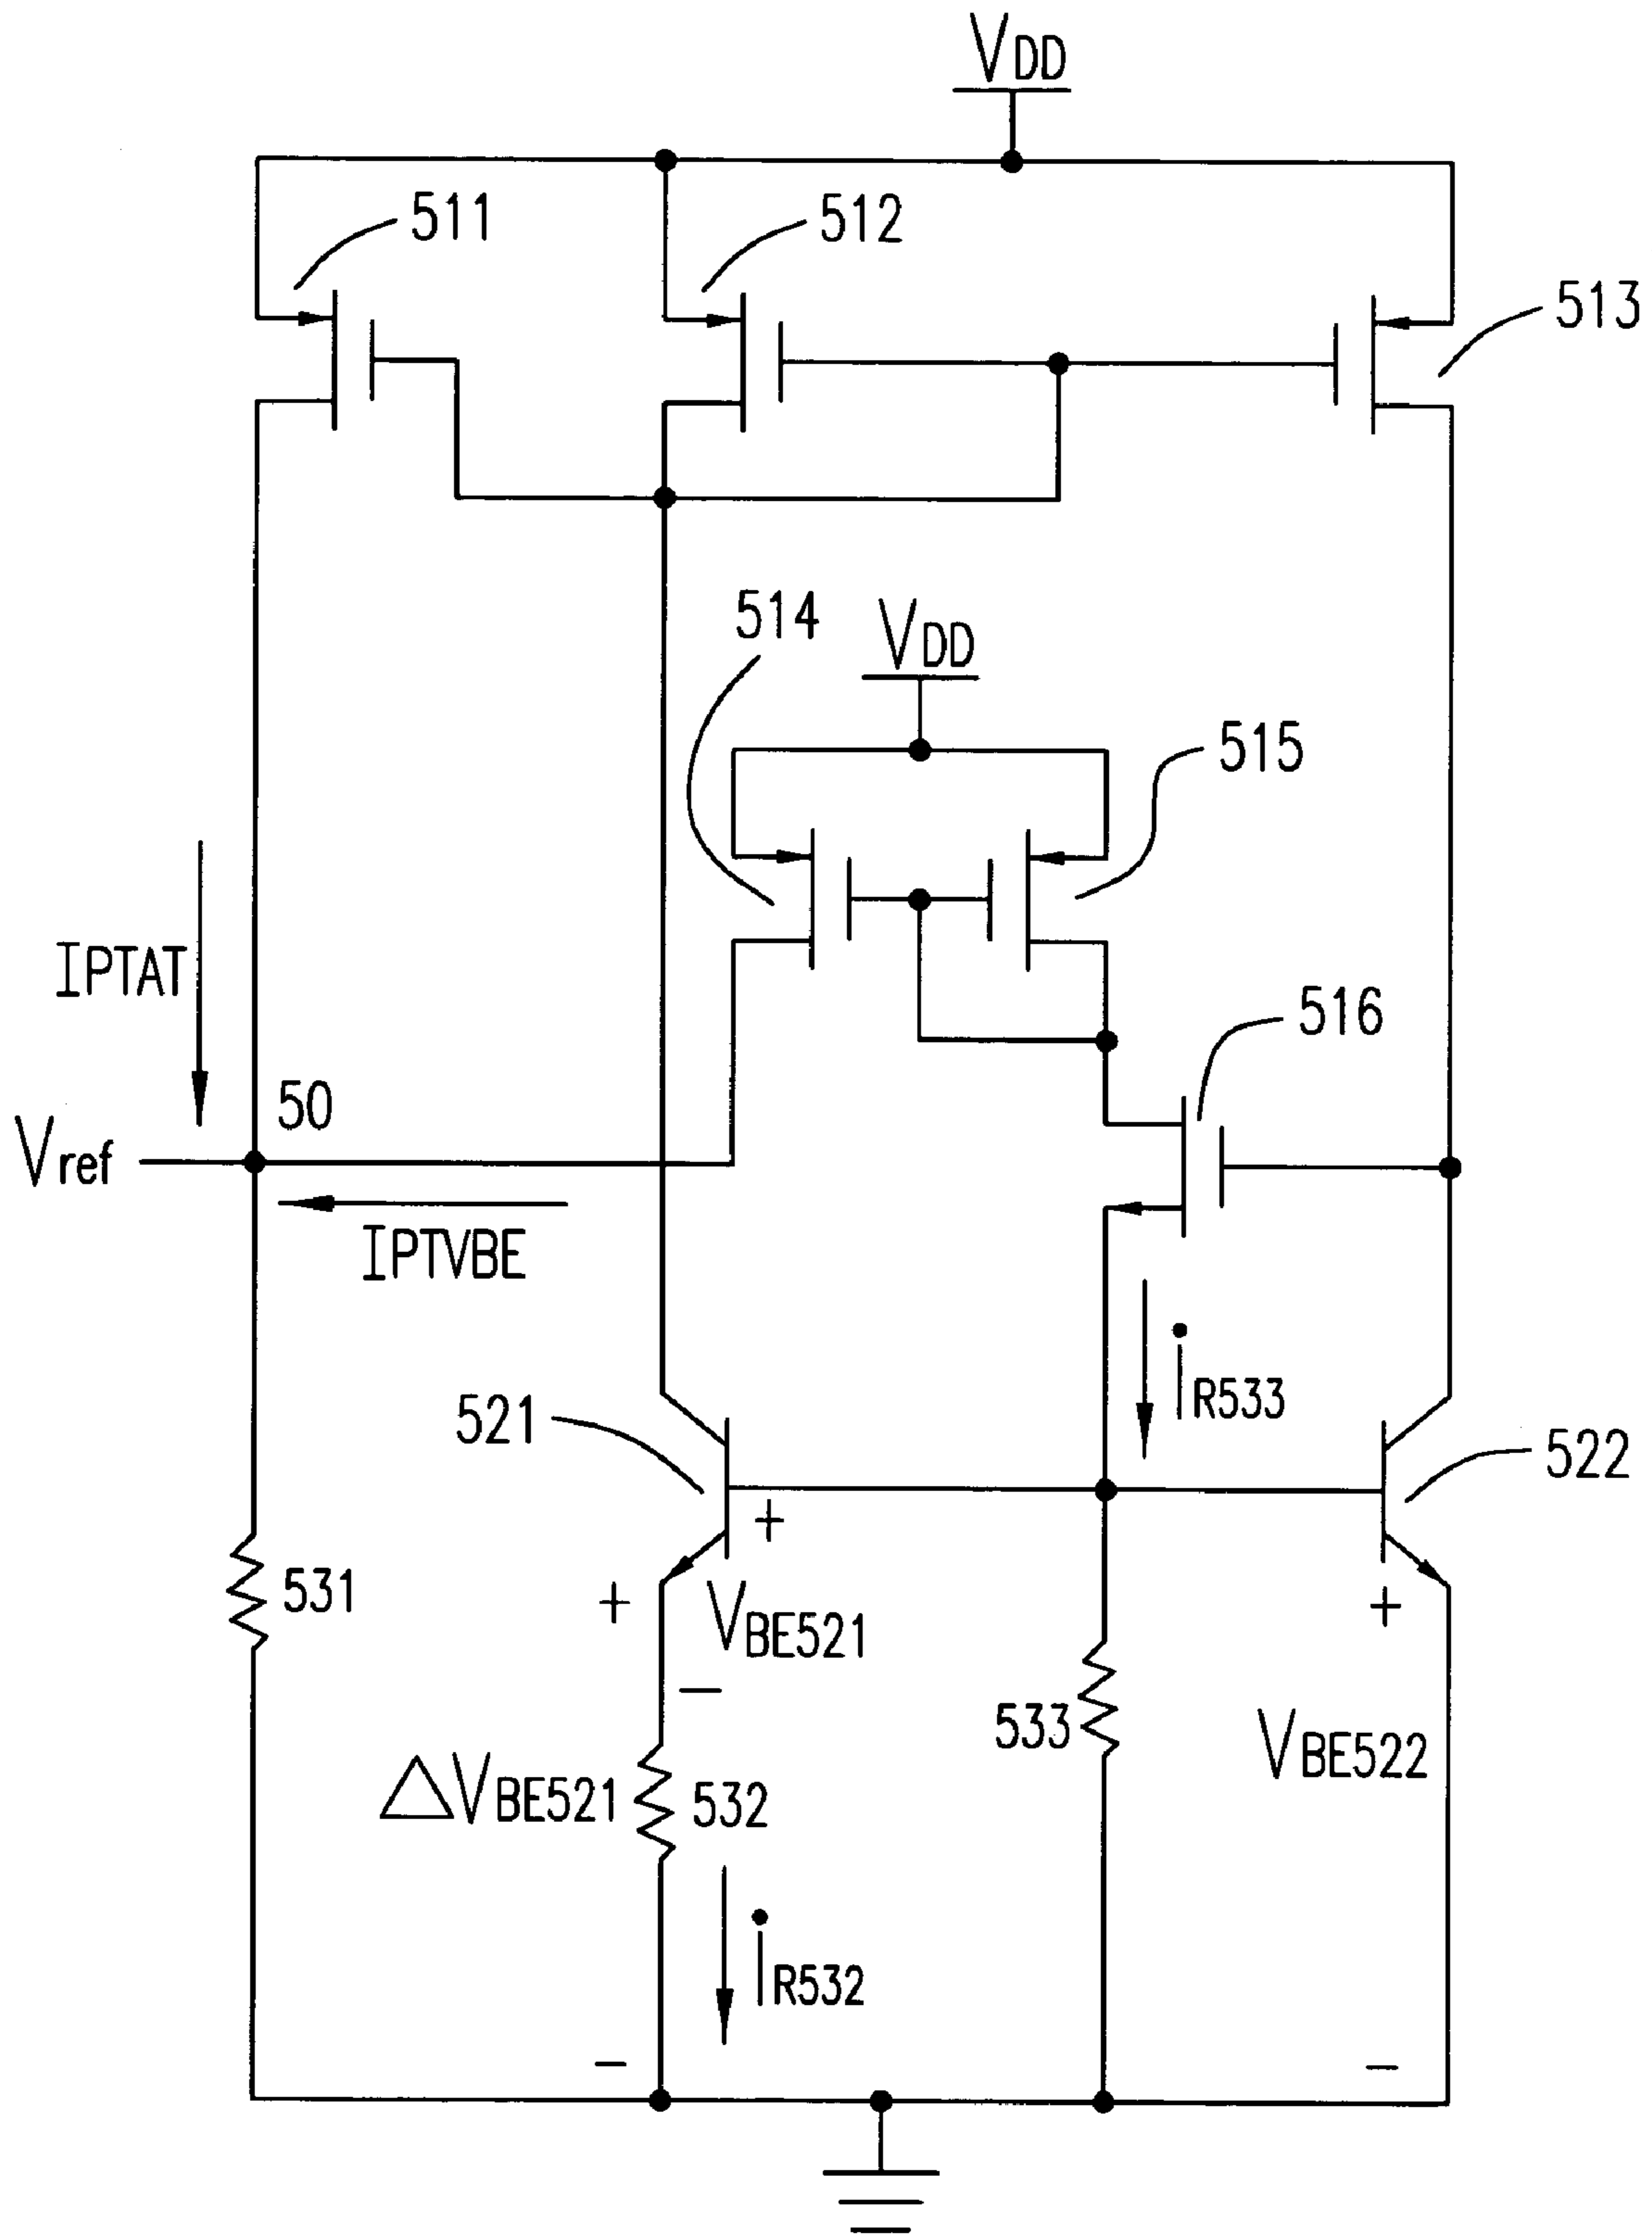 VDD
511
512
513
514
VDD
515
IPTAT
516
50
Vref
IPTVBE
iR533
521
522
+
+
+
531
VBE521
−
533
VBE522
△VBE521
532
iR532
−
−